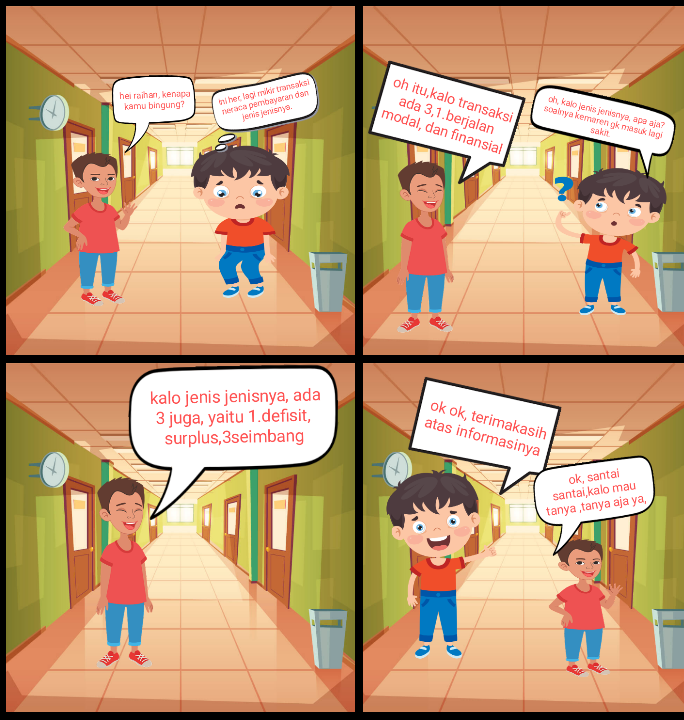 hei raihan, kenapa
kamu bingung?
ini her, lagi mikir transaksi
neraca pembayaran dan
jenis jenisnya.
oh itu,kalo transaksi
ada 3,1.berjalan
modal, dan finansial
oh, kalo jenis jenisnya, apa aja?
soalnya kemaren gk masuk lagi
sakit.
?
kalo jenis jenisnya, ada
3 juga, yaitu 1.defisit,
surplus,3seimbang
ok ok, terimakasih
atas informasinya
ok, santai
santai,kalo mau
tanya ,tanya aja ya,